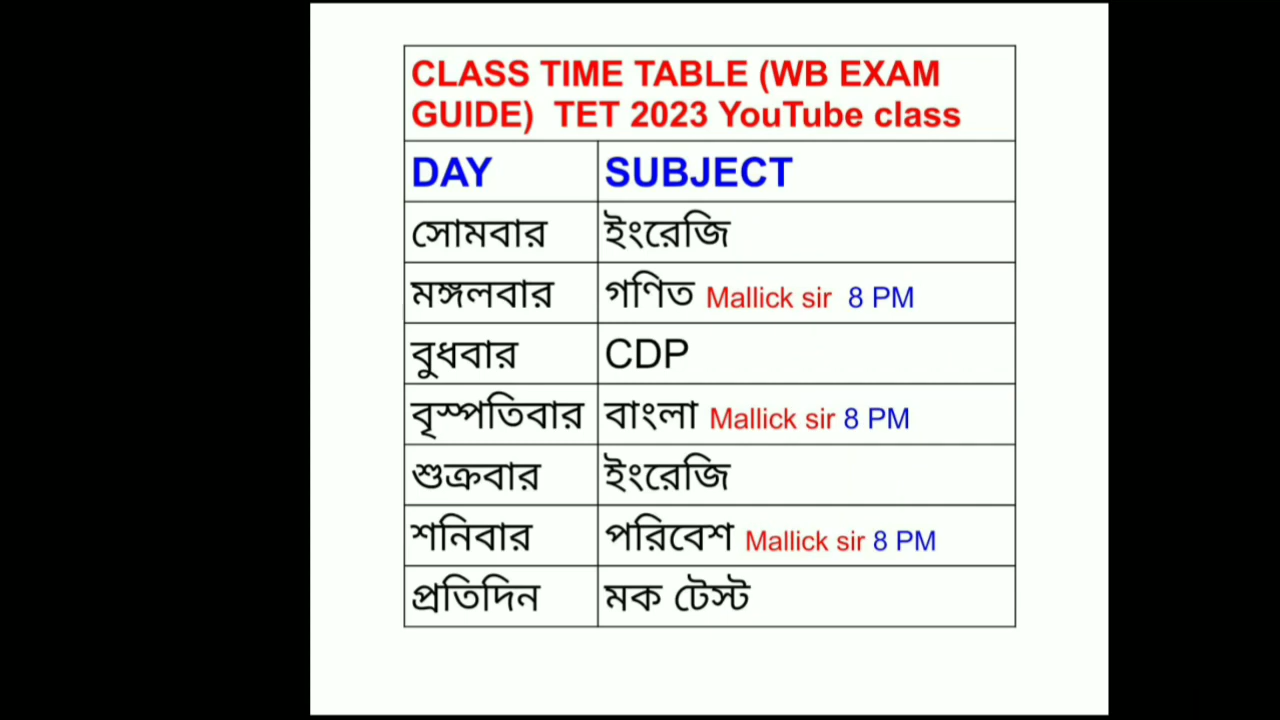 CLASS TIME TABLE (WB EXAM
GUIDE) TET 2023 YouTube class
DAY SUBJECT
সোমবার ইংরেজি
মঙ্গলবার গণিত Mallick sir 8 PM
বুধবার CDP
বৃস্পতিবার বাংলা Mallick sir 8 PM
শুক্রবার ইংরেজি
শনিবার পরিবেশ Mallick sir 8 PM
প্রতিদিন মক টেস্ট